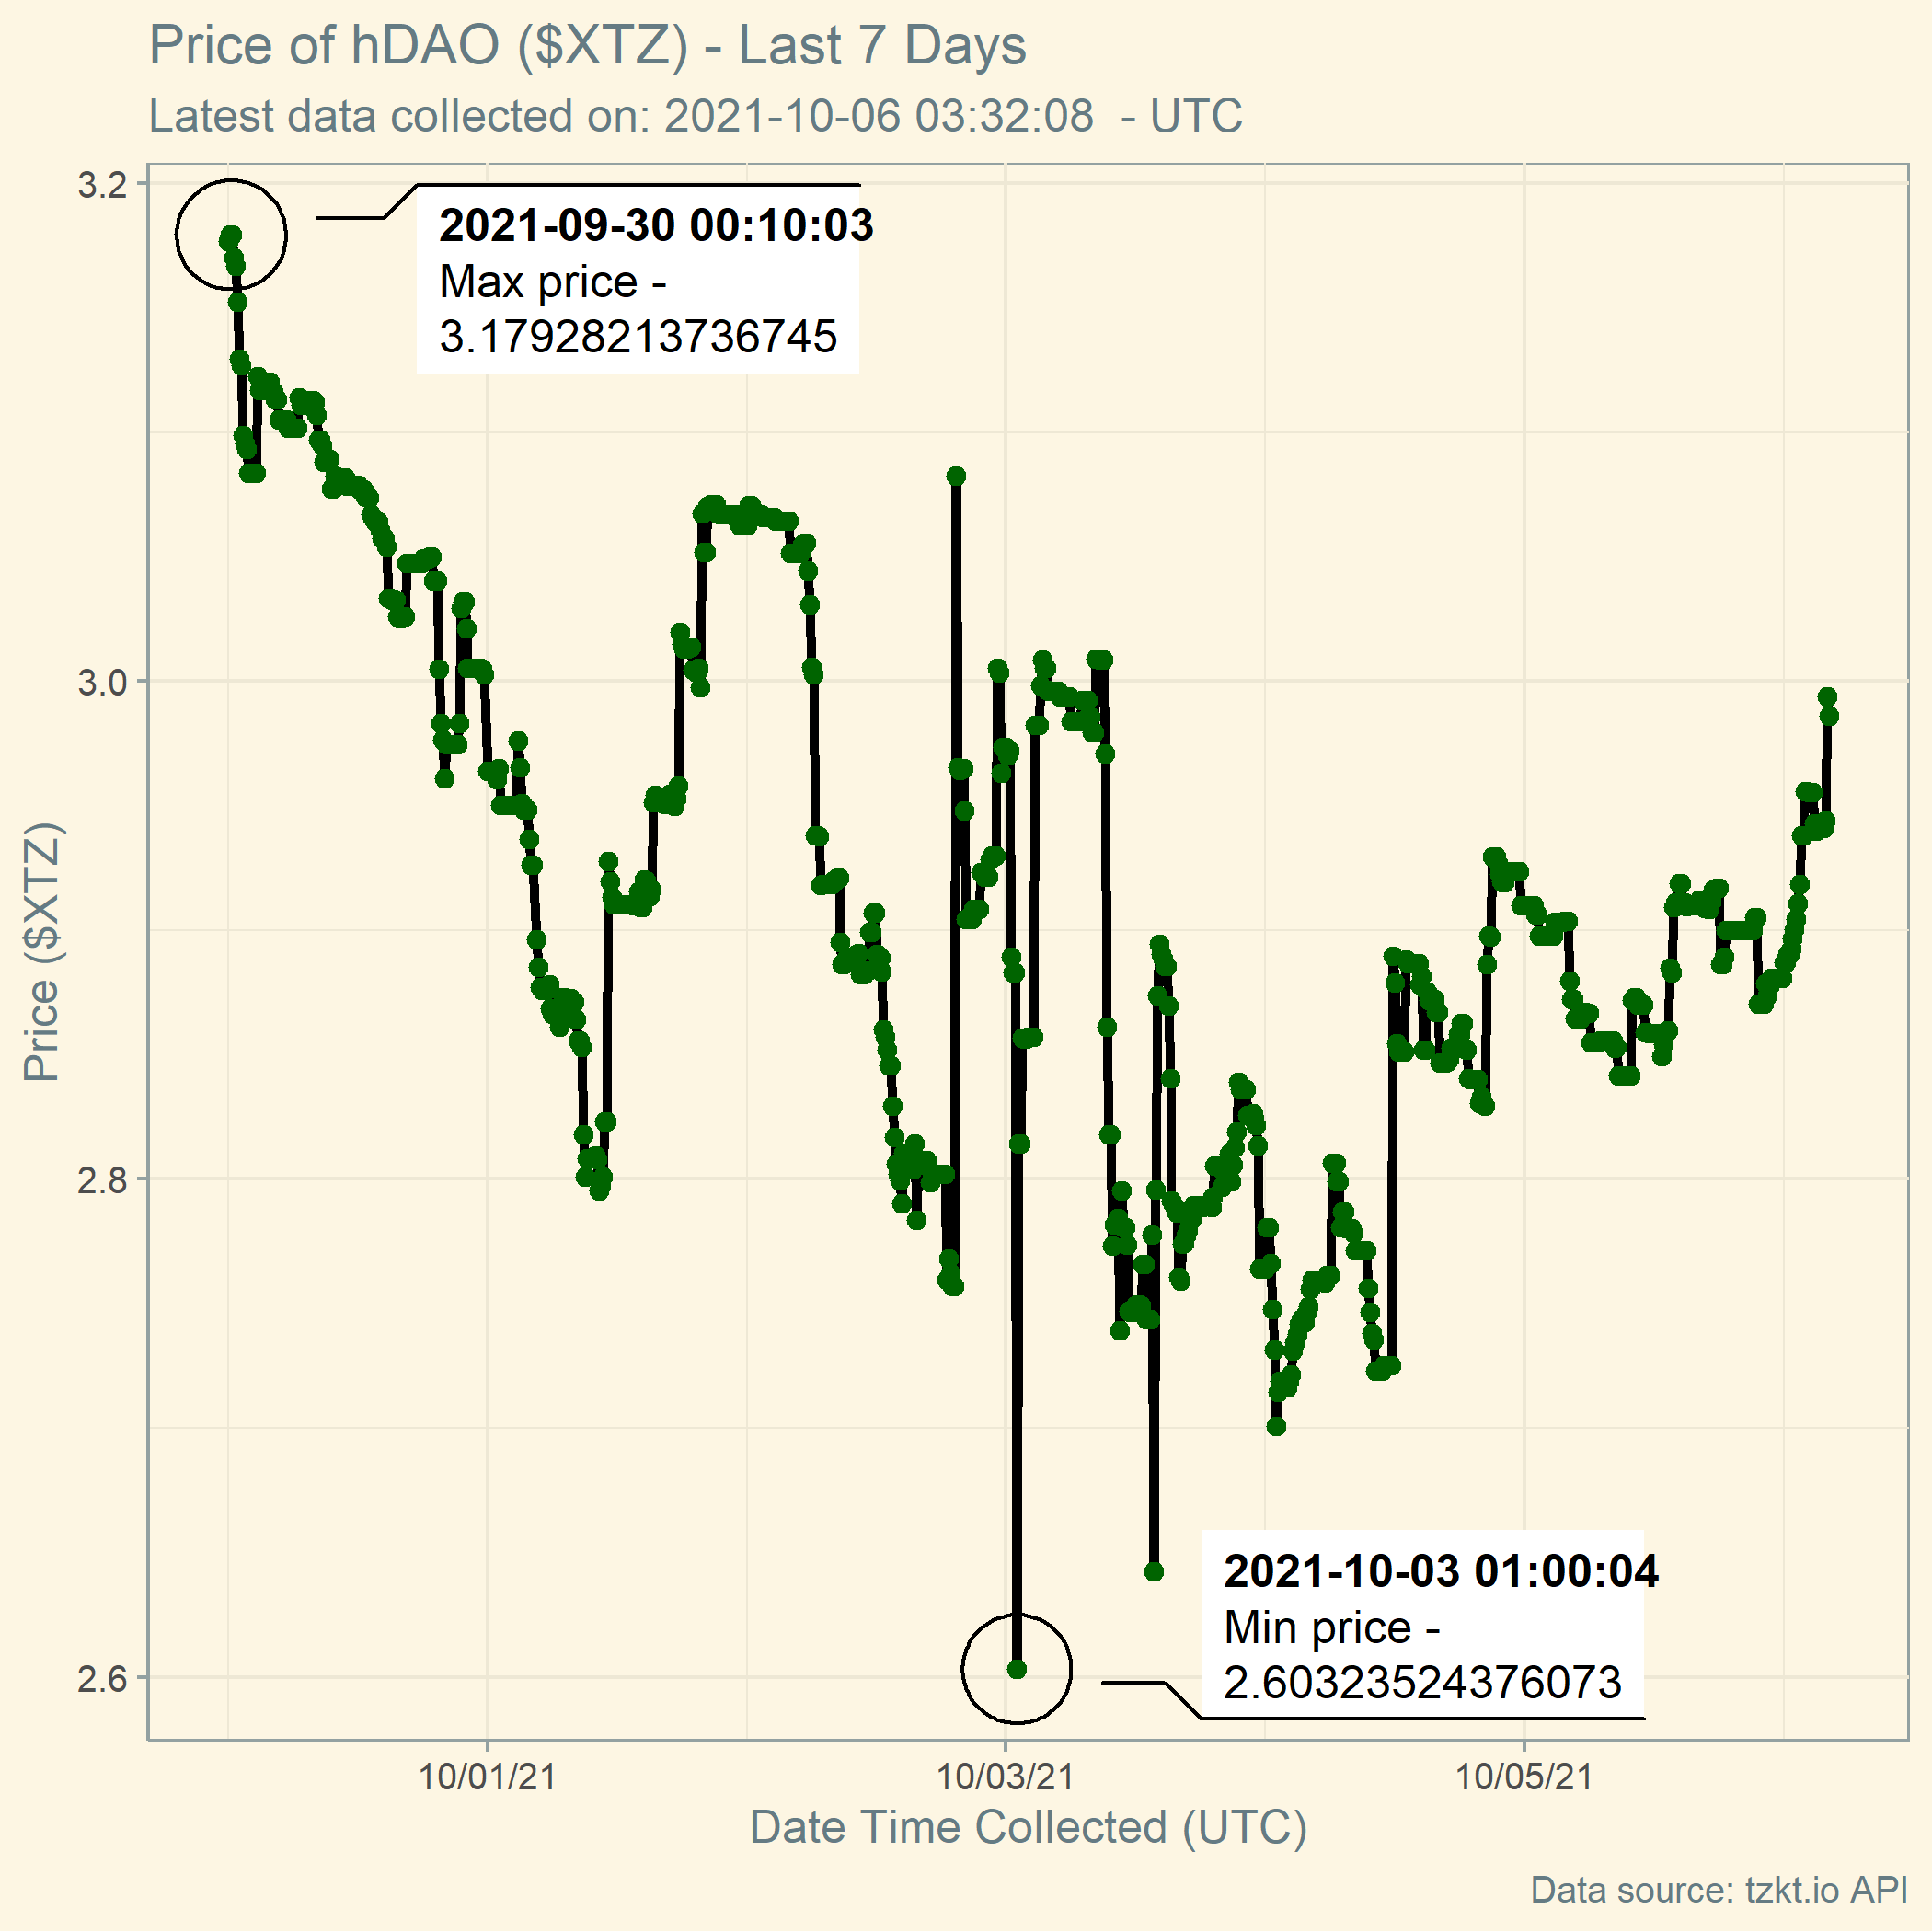 Price of hDAO ($XTZ) - Last 7 Days
Latest data collected on: 2021-10-06 03:32:08  - UTC
3.2
3.0
2.8
2.6
Price ($XTZ)
2021-09-30 00:10:03
Max price -
3.17928213736745
2021-10-03 01:00:04
Min price -
2.60323524376073
10/01/21
10/03/21
10/05/21
Date Time Collected (UTC)
Data source: tzkt.io API